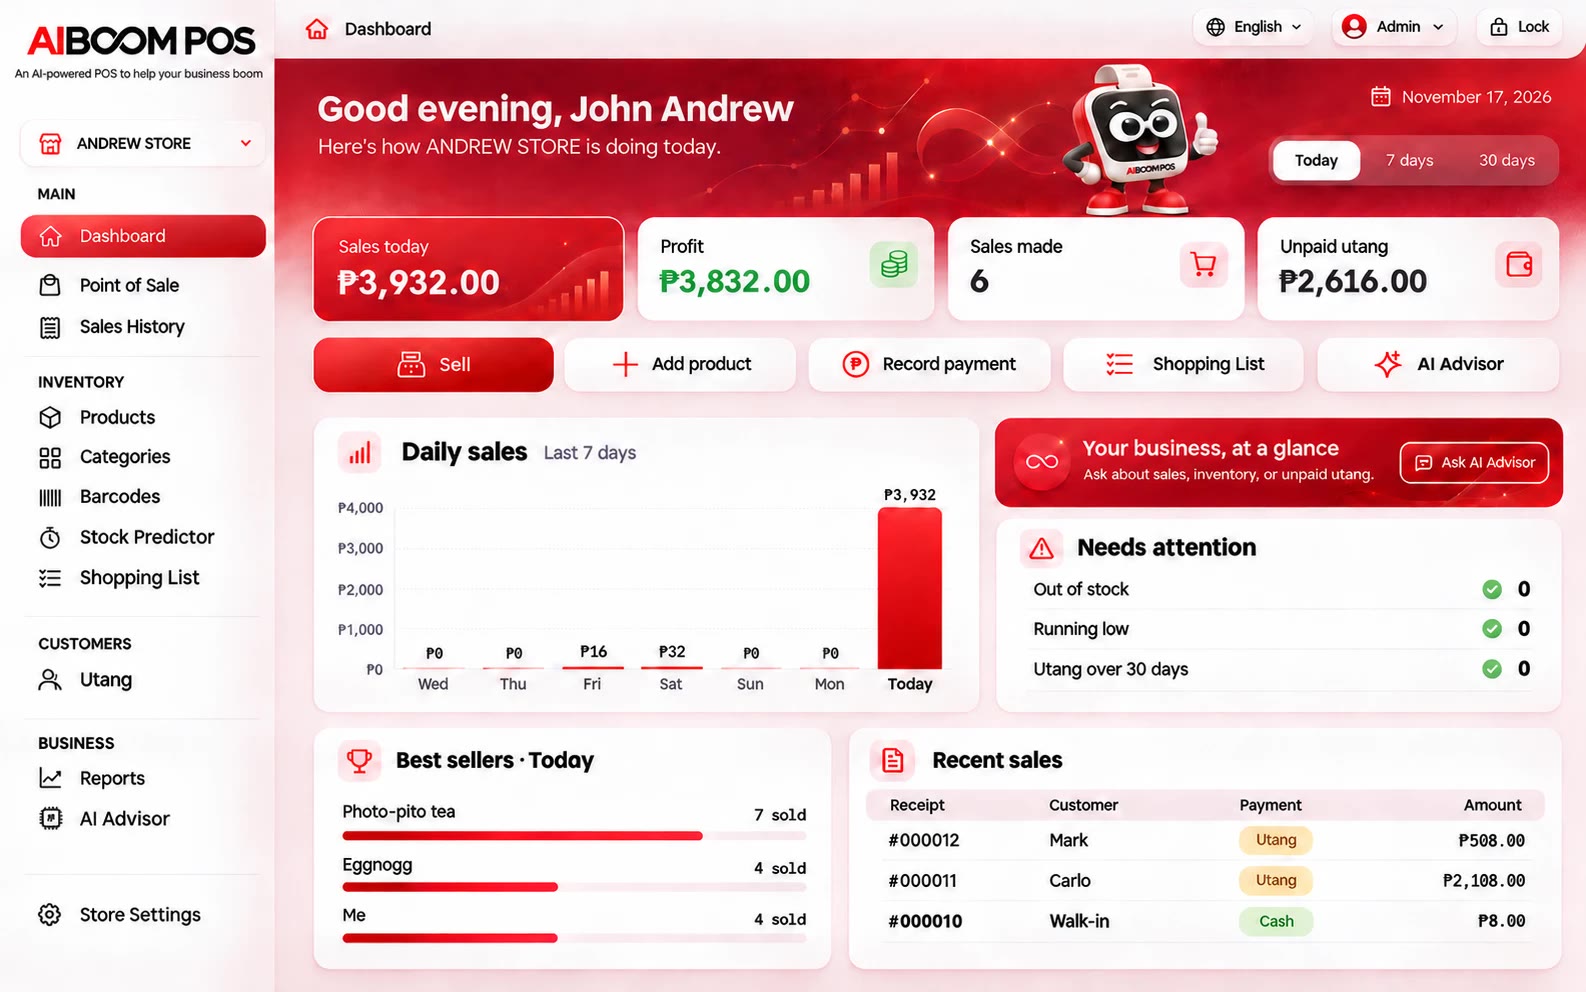 AIBOOM POS
An AI-powered POS to help your business boom
ANDREW STORE
MAIN
Dashboard
Point of Sale
Sales History
INVENTORY
Products
Categories
Barcodes
Stock Predictor
Shopping List
CUSTOMERS
Utang
BUSINESS
Reports
AI Advisor
Store Settings
Dashboard
English
Admin
Lock
Good evening, John Andrew
Here's how ANDREW STORE is doing today.
AIBOOMPOS
November 17, 2026
Today 7 days 30 days
Sales today
₱3,932.00
Profit
₱3,832.00
Sales made
6
Unpaid utang
₱2,616.00
Sell
Add product
₱ Record payment
Shopping List
AI Advisor
Daily sales Last 7 days
₱4,000
₱3,000
₱2,000
₱1,000
₱0
₱0 ₱0 ₱16 ₱32 ₱0 ₱0 ₱3,932
Wed Thu Fri Sat Sun Mon Today
Your business, at a glance
Ask about sales, inventory, or unpaid utang.
Ask AI Advisor
Needs attention
Out of stock 0
Running low 0
Utang over 30 days 0
Best sellers · Today
Photo-pito tea 7 sold
Eggnogg 4 sold
Me 4 sold
Recent sales
Receipt Customer Payment Amount
#000012 Mark Utang ₱508.00
#000011 Carlo Utang ₱2,108.00
#000010 Walk-in Cash ₱8.00